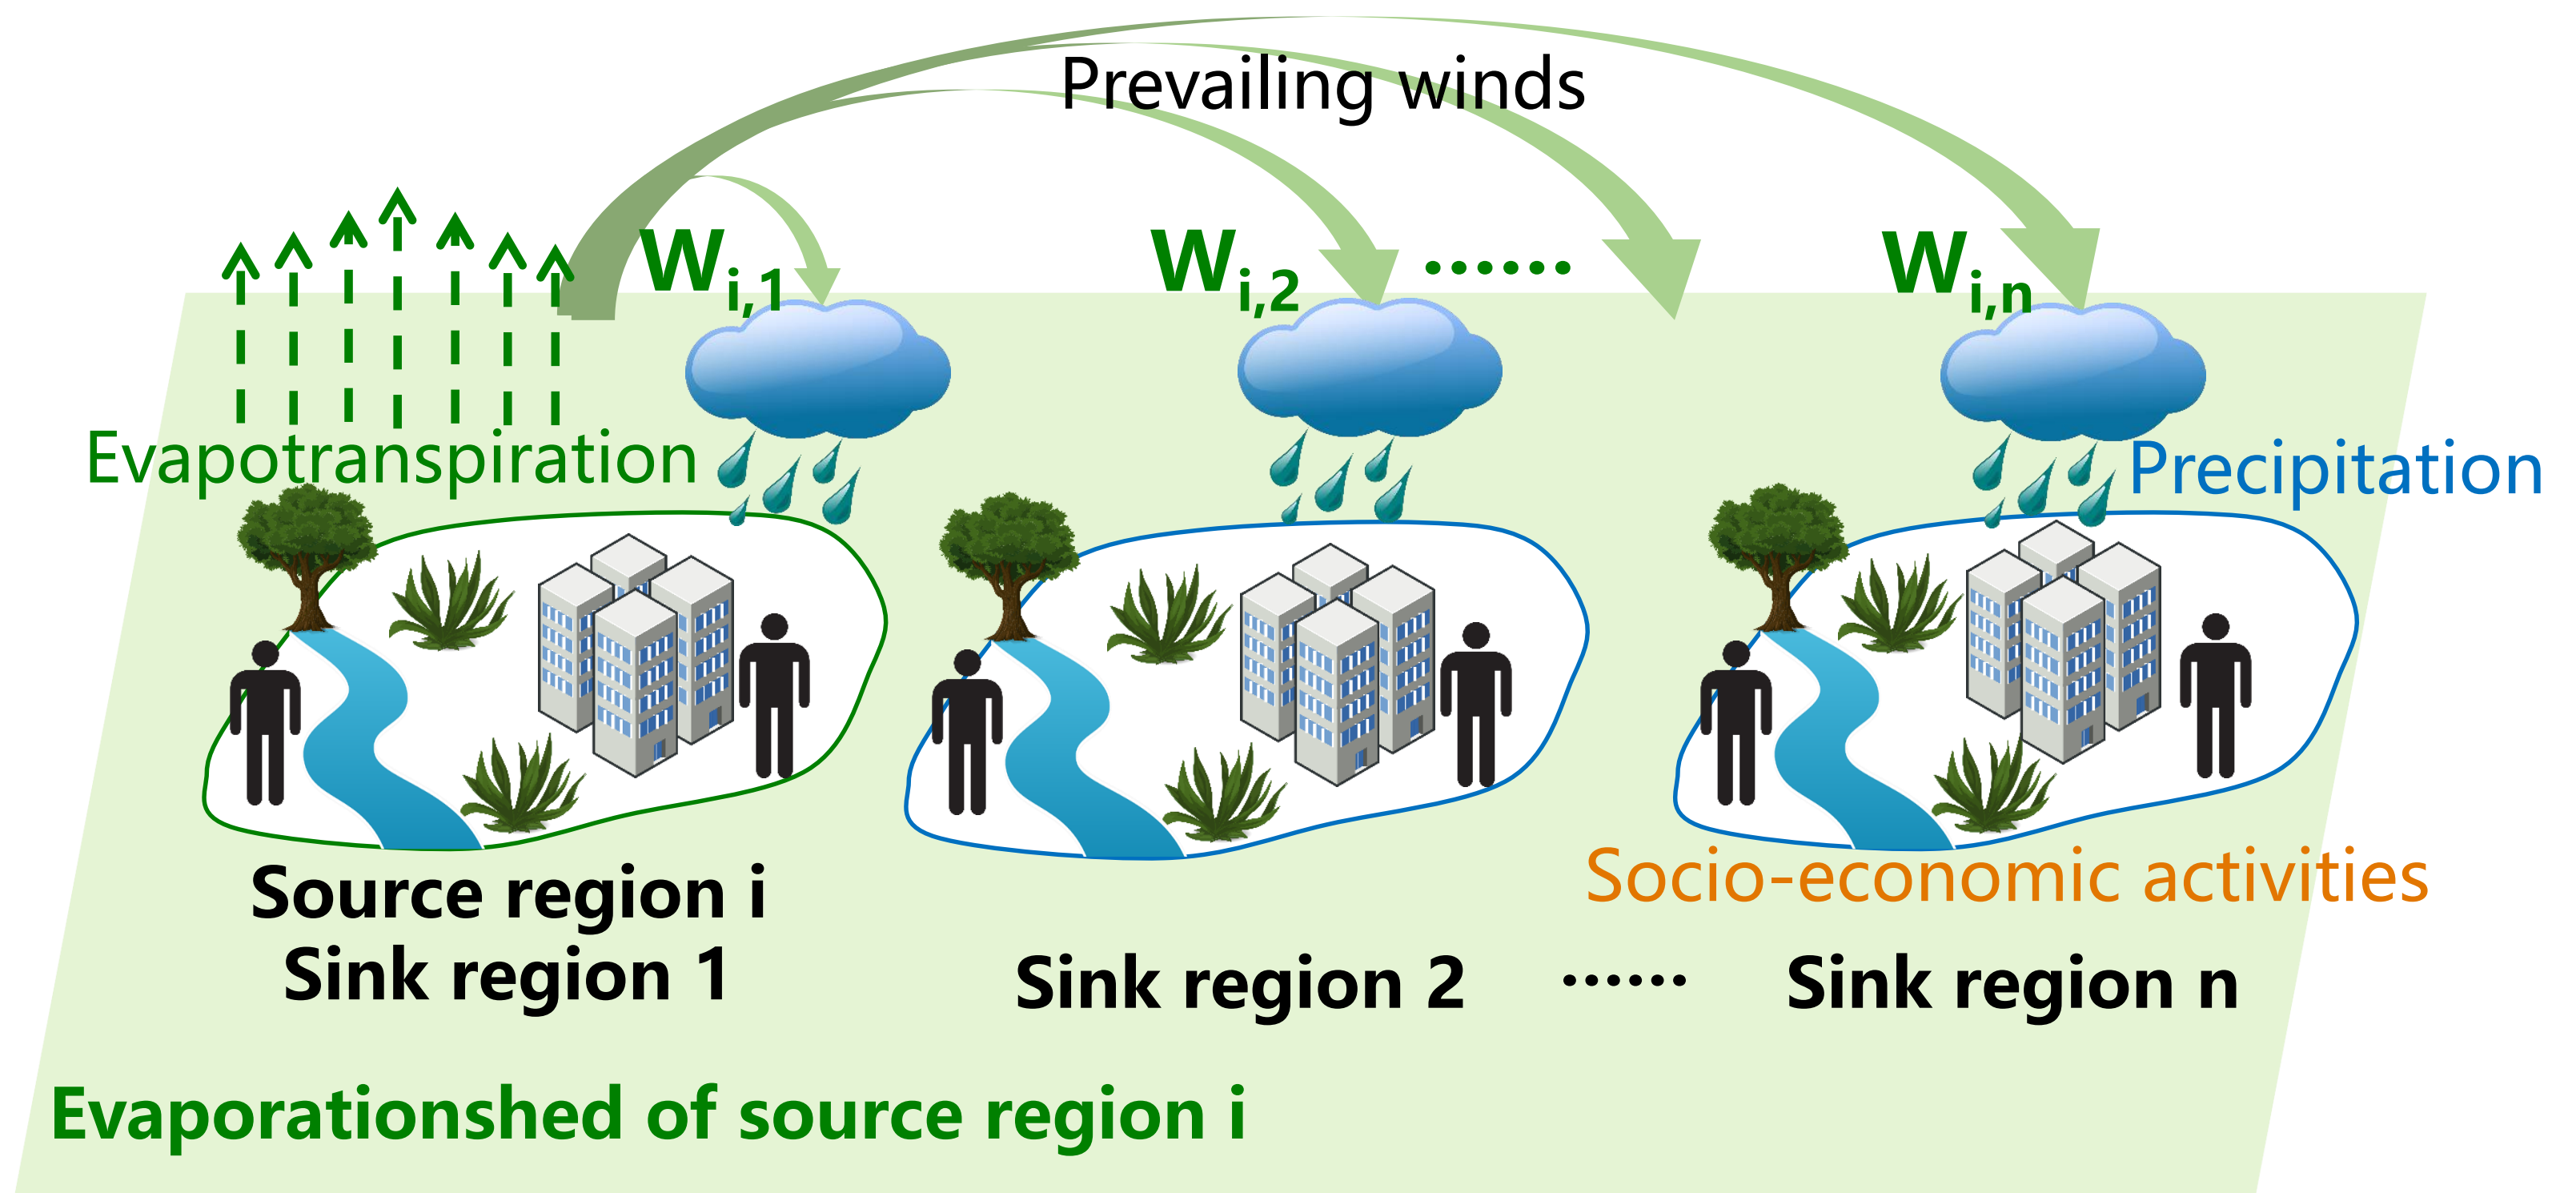 Prevailing winds
W i,1
W i,2
......
W i,n
Evapotranspiration
Precipitation
Source region i
Socio-economic activities
Sink region 1
Sink region 2
......
Sink region n
Evaporationshed of source region i